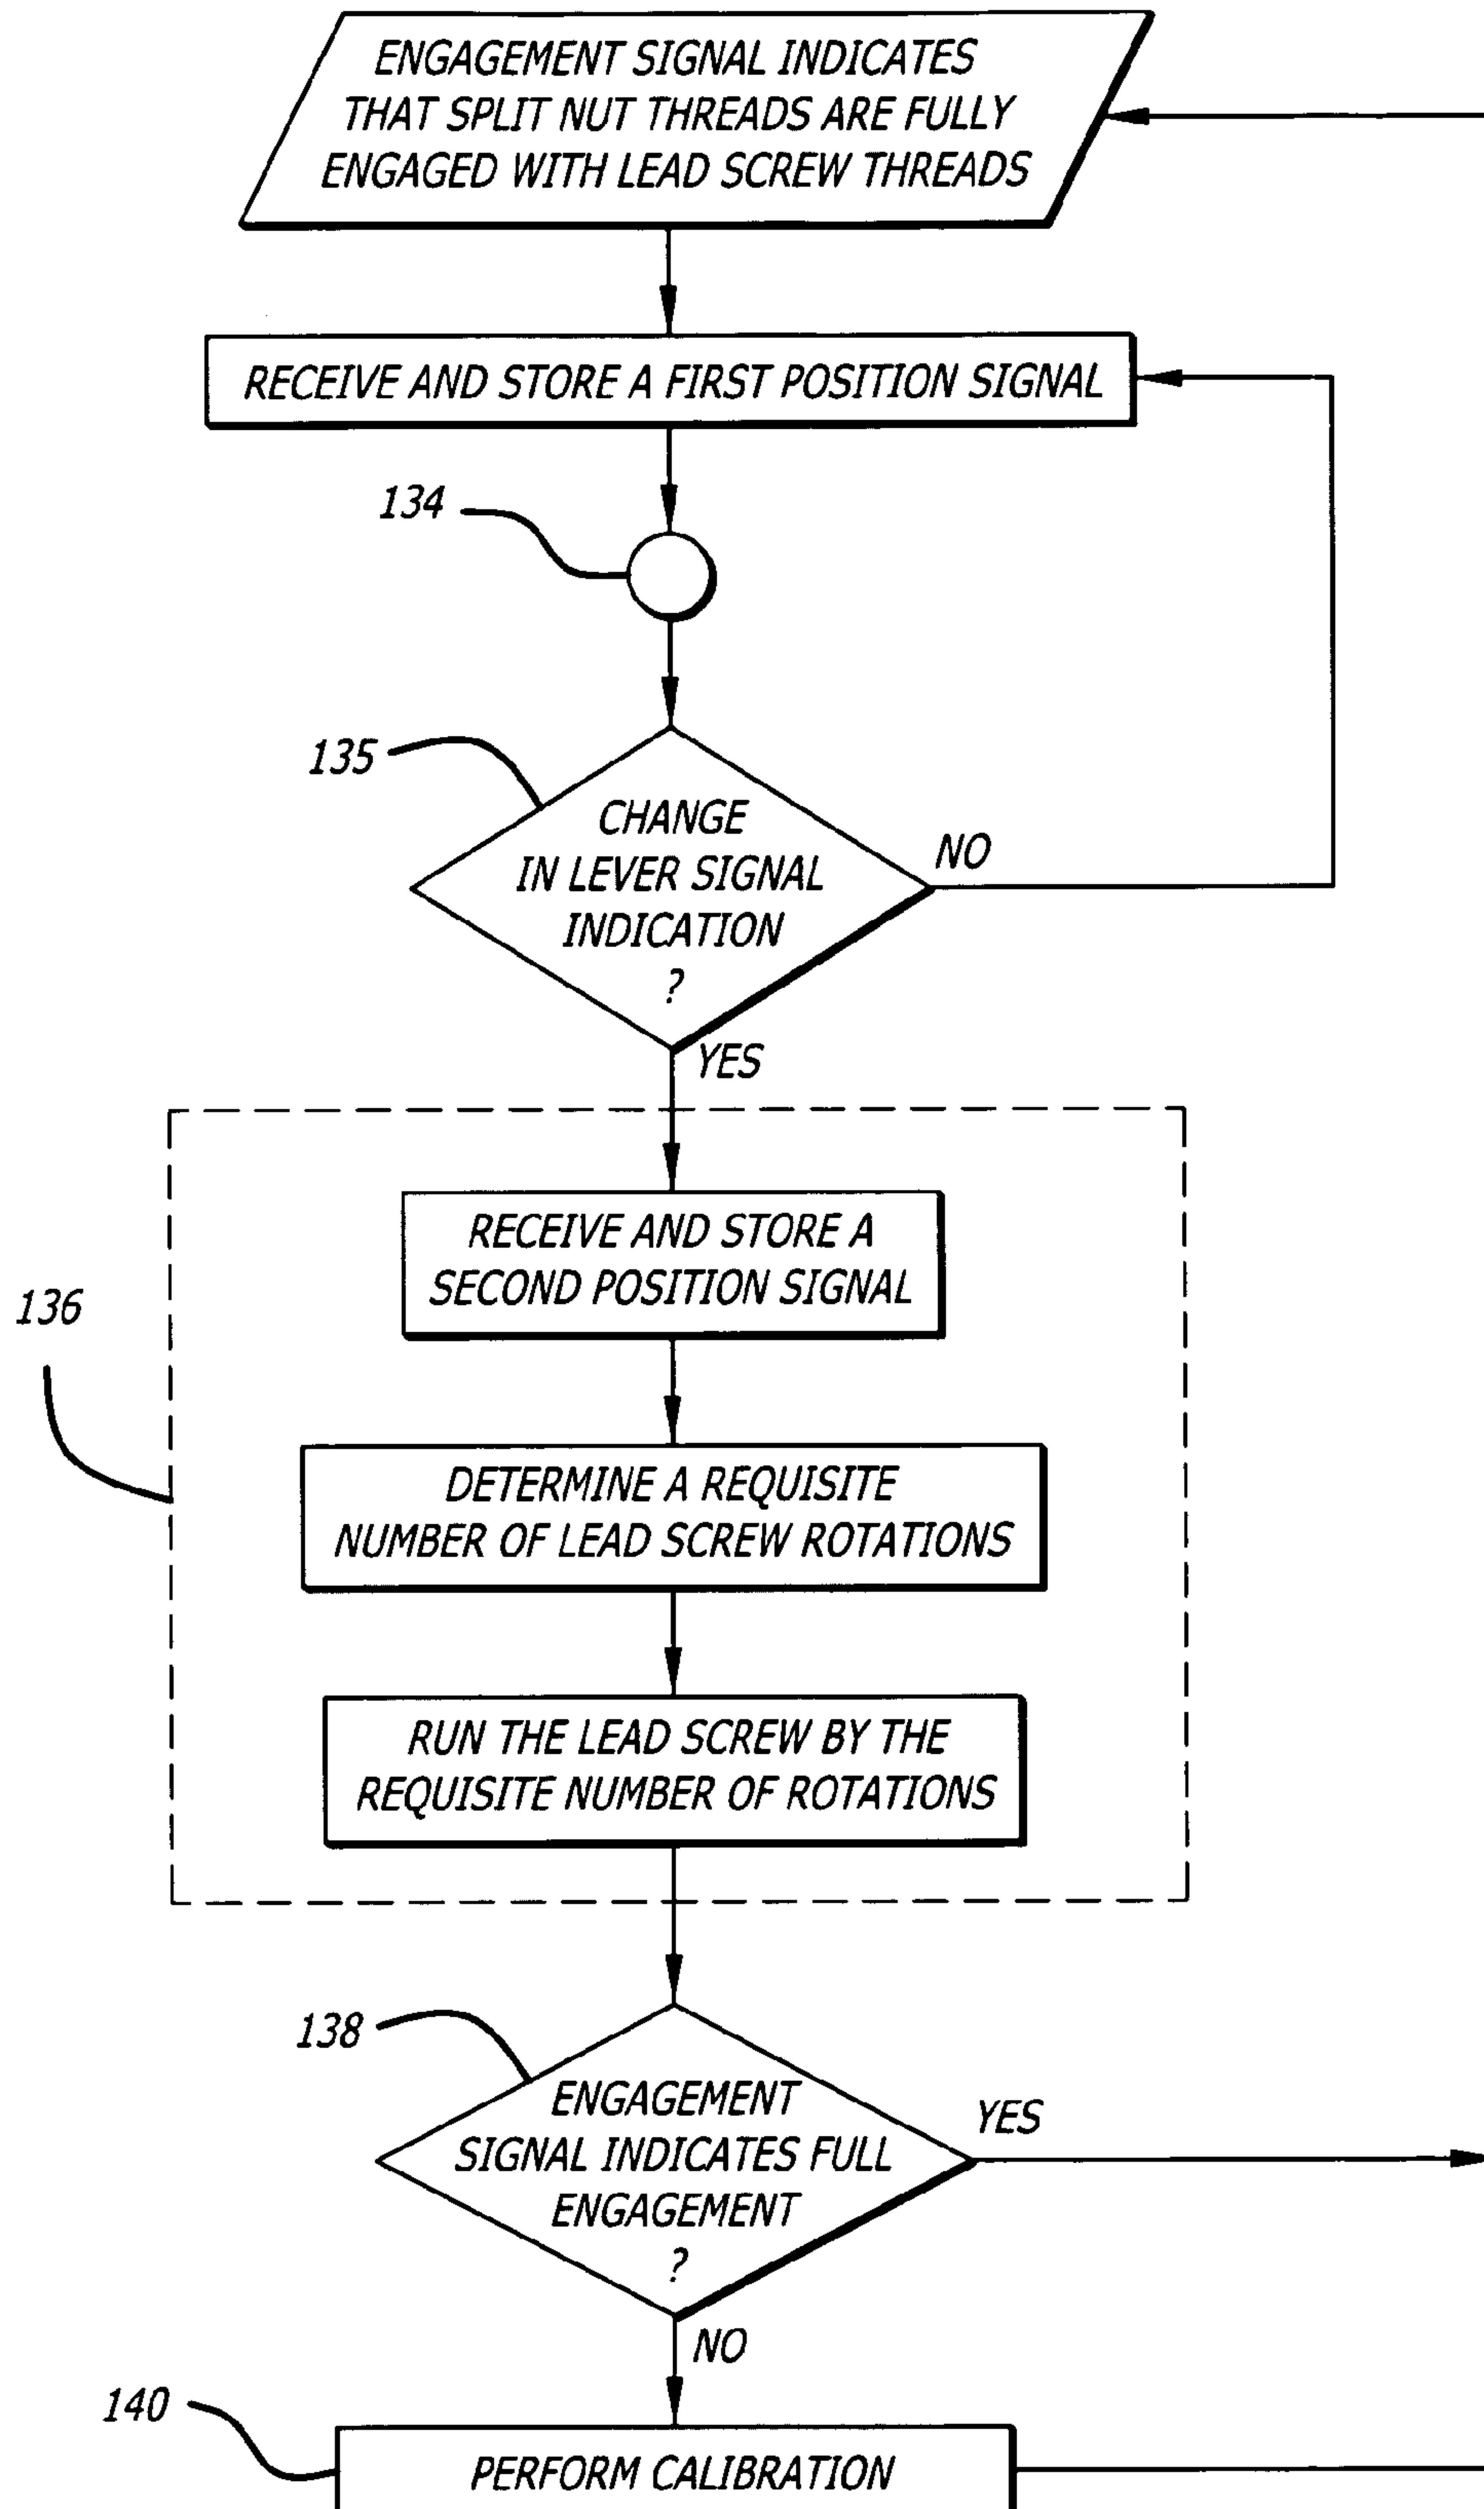 ENGAGEMENT SIGNAL INDICATES
THAT SPLIT NUT THREADS ARE FULLY
ENGAGED WITH LEAD SCREW THREADS
RECEIVE AND STORE A FIRST POSITION SIGNAL
134
135
CHANGE
IN LEVER SIGNAL
INDICATION
?
NO
YES
RECEIVE AND STORE A
SECOND POSITION SIGNAL
136
DETERMINE A REQUISITE
NUMBER OF LEAD SCREW ROTATIONS
RUN THE LEAD SCREW BY THE
REQUISITE NUMBER OF ROTATIONS
138
ENGAGEMENT
SIGNAL INDICATES FULL
ENGAGEMENT
?
YES
NO
140
PERFORM CALIBRATION